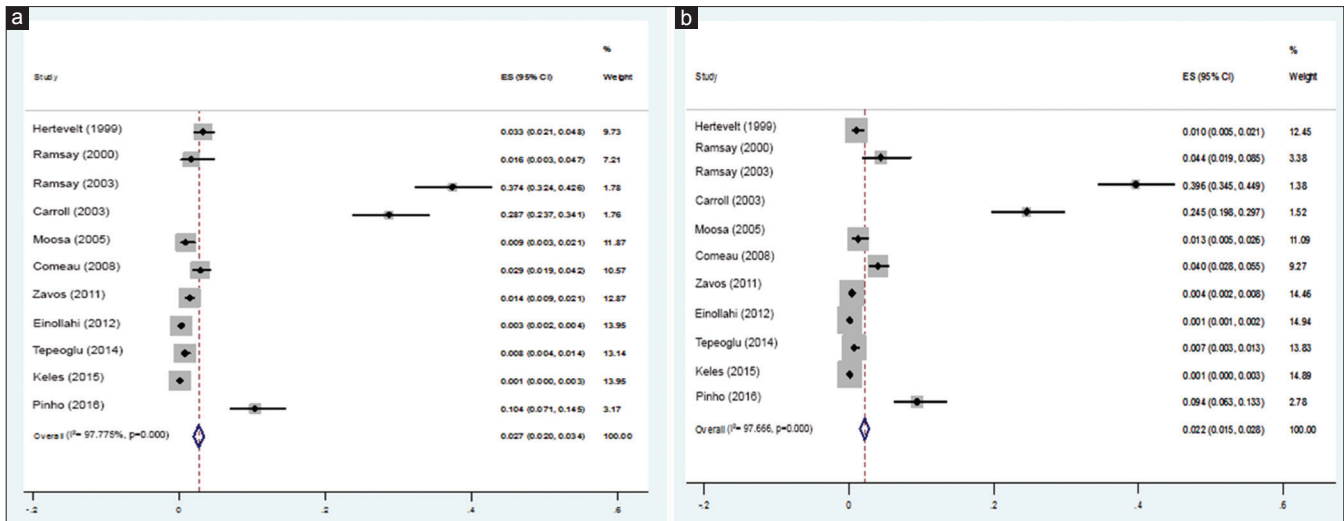 a
%
Study ES (95% CI) Weight
Hertevelt (1999) 0.033 (0.021, 0.048) 9.73
Ramsay (2000) 0.016 (0.003, 0.047) 7.21
Ramsay (2003) 0.374 (0.324, 0.426) 1.78
Carroll (2003) 0.287 (0.237, 0.341) 1.76
Moosa (2005) 0.009 (0.003, 0.021) 11.87
Comeau (2008) 0.029 (0.019, 0.042) 10.57
Zavos (2011) 0.014 (0.009, 0.021) 12.87
Einollahi (2012) 0.003 (0.002, 0.004) 13.95
Tepeoglu (2014) 0.008 (0.004, 0.014) 13.14
Keles (2015) 0.001 (0.000, 0.003) 13.95
Pinho (2016) 0.104 (0.071, 0.145) 3.17
Overall (I²= 97.775%, p=0.000) 0.027 (0.020, 0.034) 100.00
-.2 0 .2 .4 .6
b
%
Study ES (95% CI) Weight
Hertevelt (1999) 0.010 (0.005, 0.021) 12.45
Ramsay (2000) 0.044 (0.019, 0.085) 3.38
Ramsay (2003) 0.396 (0.345, 0.449) 1.38
Carroll (2003) 0.245 (0.198, 0.297) 1.52
Moosa (2005) 0.013 (0.005, 0.026) 11.09
Comeau (2008) 0.040 (0.028, 0.055) 9.27
Zavos (2011) 0.004 (0.002, 0.008) 14.46
Einollahi (2012) 0.001 (0.001, 0.002) 14.94
Tepeoglu (2014) 0.007 (0.003, 0.013) 13.83
Keles (2015) 0.001 (0.000, 0.003) 14.89
Pinho (2016) 0.094 (0.063, 0.133) 2.78
Overall (I²= 97.666, p=0.000) 0.022 (0.015, 0.028) 100.00
-.2 0 .2 .4 .6